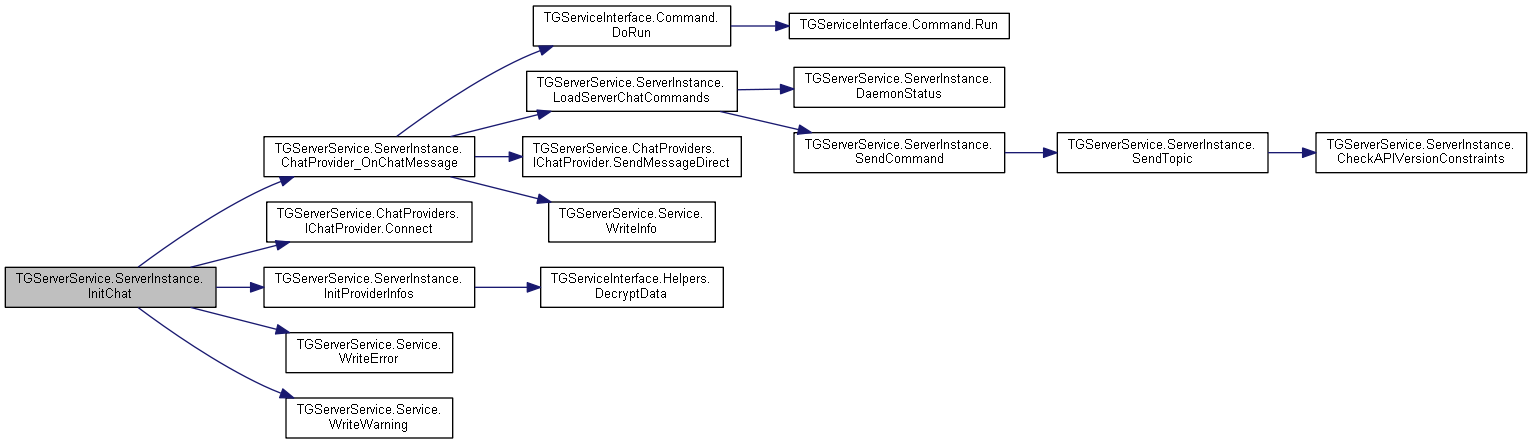 TGServiceInterface.Command.
DoRun
TGServiceInterface.Command.Run
TGServerService.ServerInstance.
LoadServerChatCommands
TGServerService.ServerInstance.
DaemonStatus
TGServerService.ServerInstance.
ChatProvider_OnChatMessage
TGServerService.ChatProviders.
IChatProvider.SendMessageDirect
TGServerService.ServerInstance.
SendCommand
TGServerService.ServerInstance.
SendTopic
TGServerService.ServerInstance.
CheckAPIVersionConstraints
TGServerService.ChatProviders.
IChatProvider.Connect
TGServerService.Service.
WriteInfo
TGServerService.ServerInstance.
InitChat
TGServerService.ServerInstance.
InitProviderInfos
TGServiceInterface.Helpers.
DecryptData
TGServerService.Service.
WriteError
TGServerService.Service.
WriteWarning